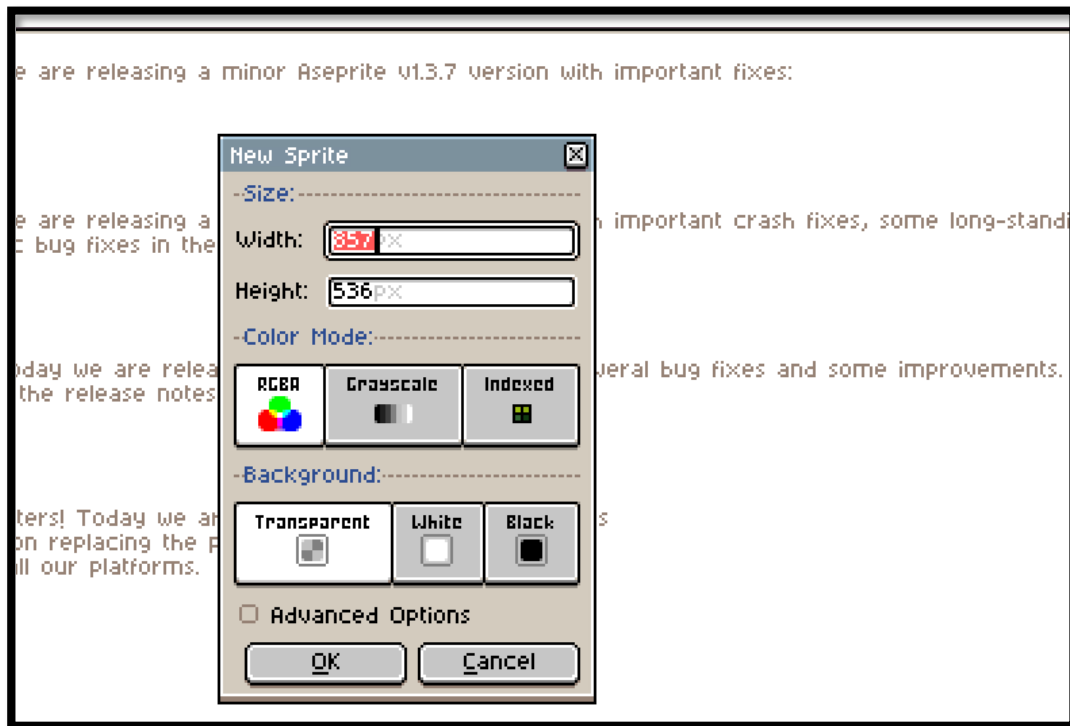 e are releasing a minor Aseprite v1.3.7 version with important fixes:
New Sprite
Size:
e are releasing a
important crash fixes, some long-standi
Width: 357px
c bug fixes in the
Height: 536px
Color Mode:
oday we are relea
veral bug fixes and some improvements.
RGBA Grayscale Indexed
the release notes
Background:
ters! Today we ar
s
Transparent White Black
on replacing the p
ll our platforms.
Advanced Options
OK Cancel